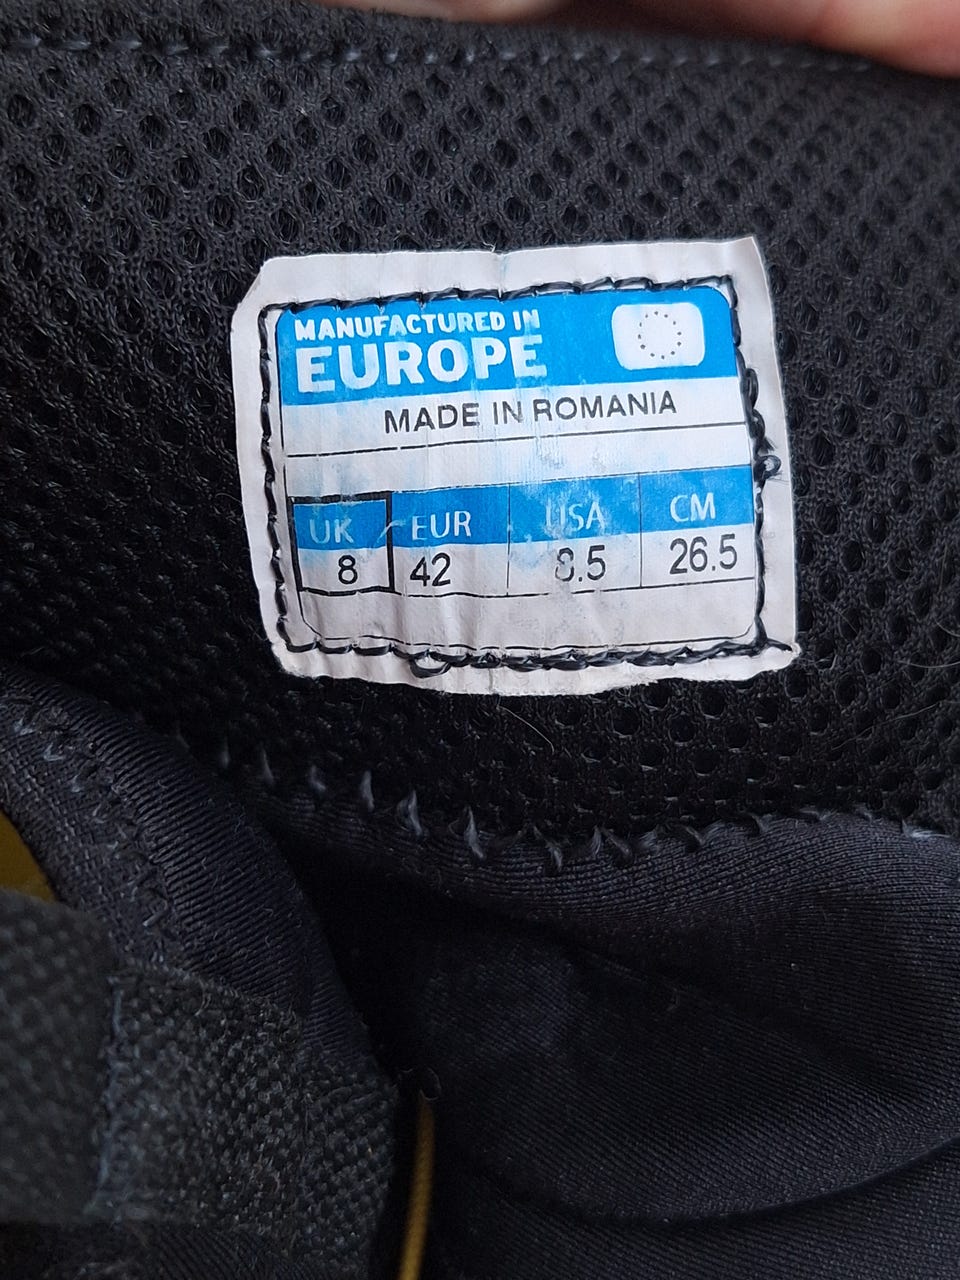 MANUFACTURED IN
EUROPE
MADE IN ROMANIA
UK EUR USA CM
8 42 8.5 26.5